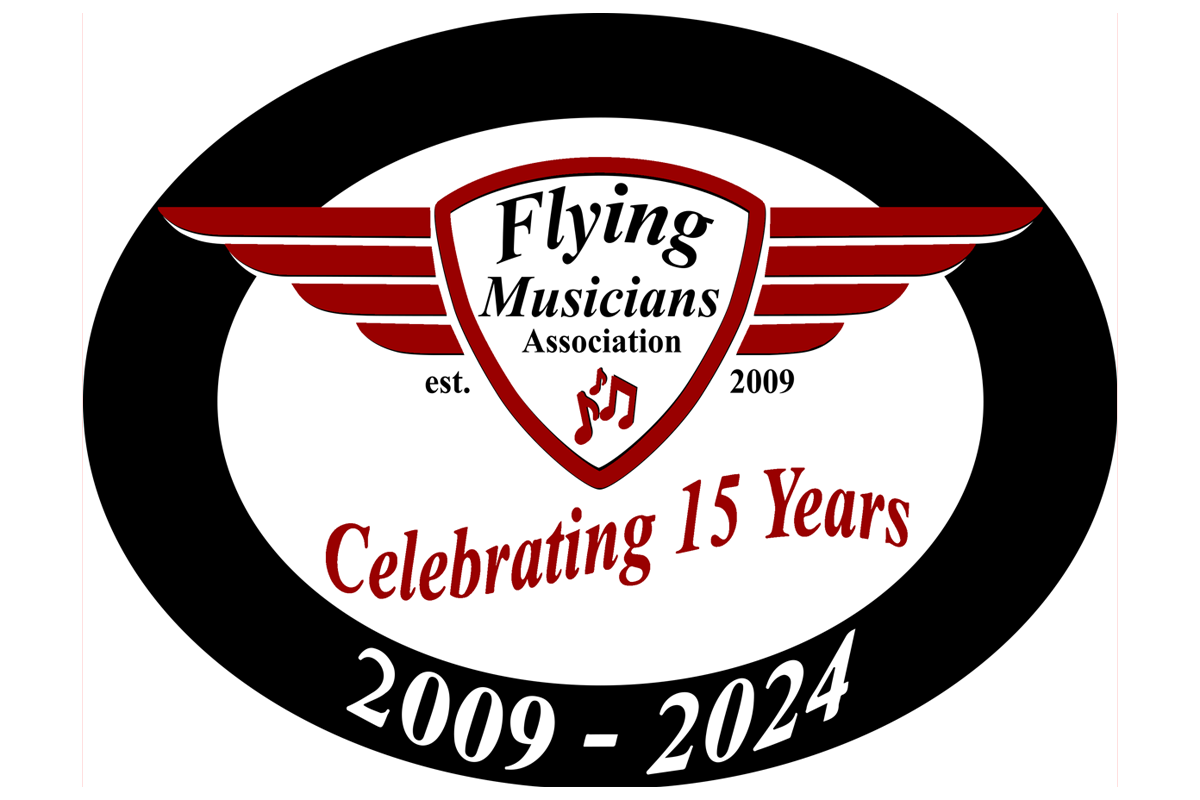 Flying
Musicians
Association
est. 2009
Celebrating 15 Years
2009 - 2024